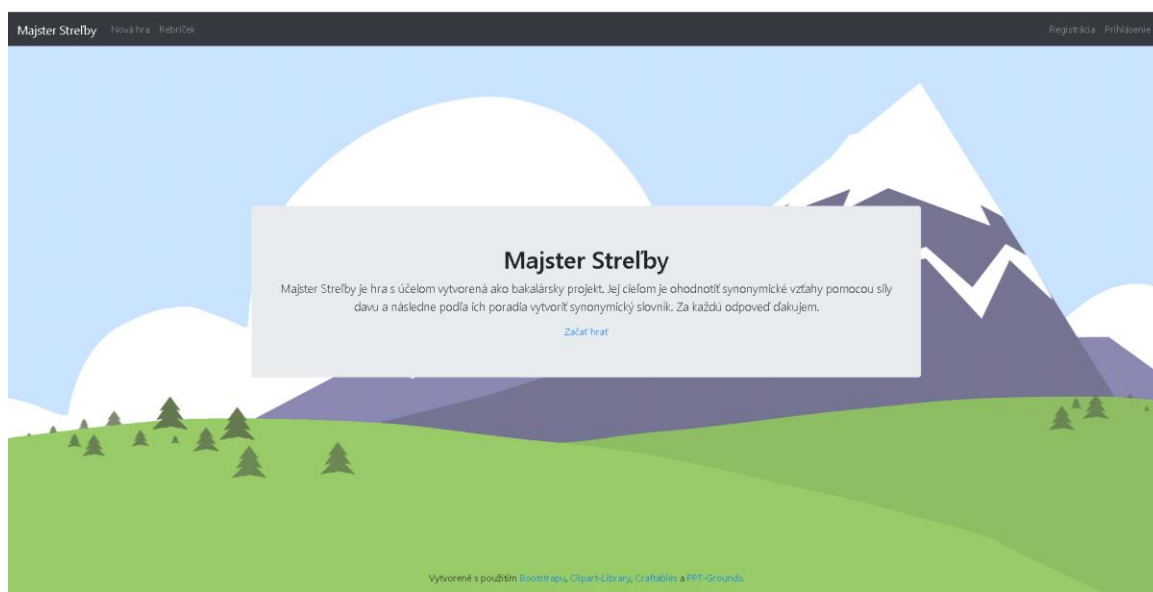 Majster Streľby Nová hra Rebríček Registrácia Prihlásenie
Majster Streľby
Majster Streľby je hra s účelom vytvorená ako bakalársky projekt. Jej cieľom je ohodnotiť synonymické vzťahy pomocou sily
davu a následne podľa ich poradia vytvoriť synonymický slovník. Za každú odpoveď ďakujem.
Začať hrať
Vytvorené s použitím Bootstrapu, Clipart-Library, Craftables a PPT-Grounds.